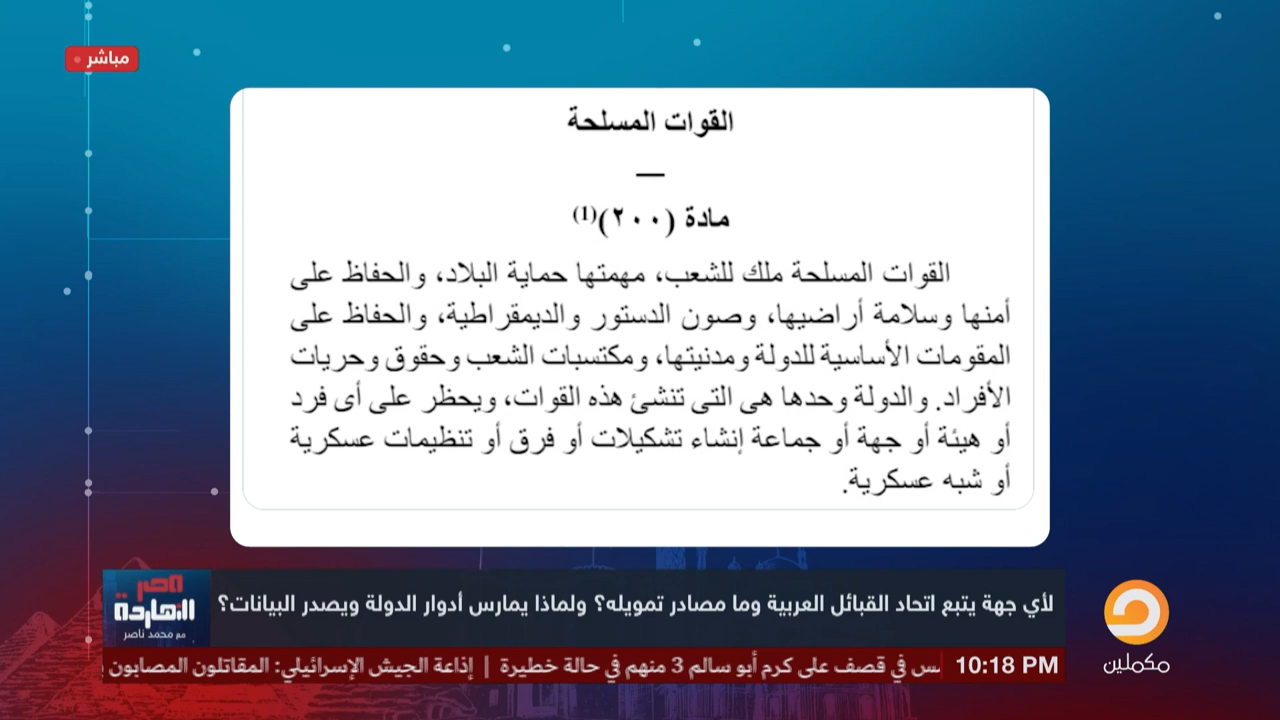 مباشر
القوات المسلحة
مادة (٢٠٠)(1)
القوات المسلحة ملك للشعب، مهمتها حماية البلاد، والحفاظ على
أمنها وسلامة أراضيها، وصون الدستور والديمقراطية، والحفاظ على
المقومات الأساسية للدولة ومدنيتها، ومكتسبات الشعب وحقوق وحريات
الأفراد. والدولة وحدها هى التى تنشئ هذه القوات، ويحظر على أى فرد
أو هيئة أو جهة أو جماعة إنشاء تشكيلات أو فرق أو تنظيمات عسكرية
أو شبه عسكرية.
مصر
النهاردة
مع محمد ناصر
لأي جهة يتبع اتحاد القبائل العربية وما مصادر تمويله؟ ولماذا يمارس أدوار الدولة ويصدر البيانات؟
10:18 PM
في قصف على كرم أبو سالم 3 منهم في حالة خطيرة | إذاعة الجيش الإسرائيلي: المقاتلون المصابون
مكملين